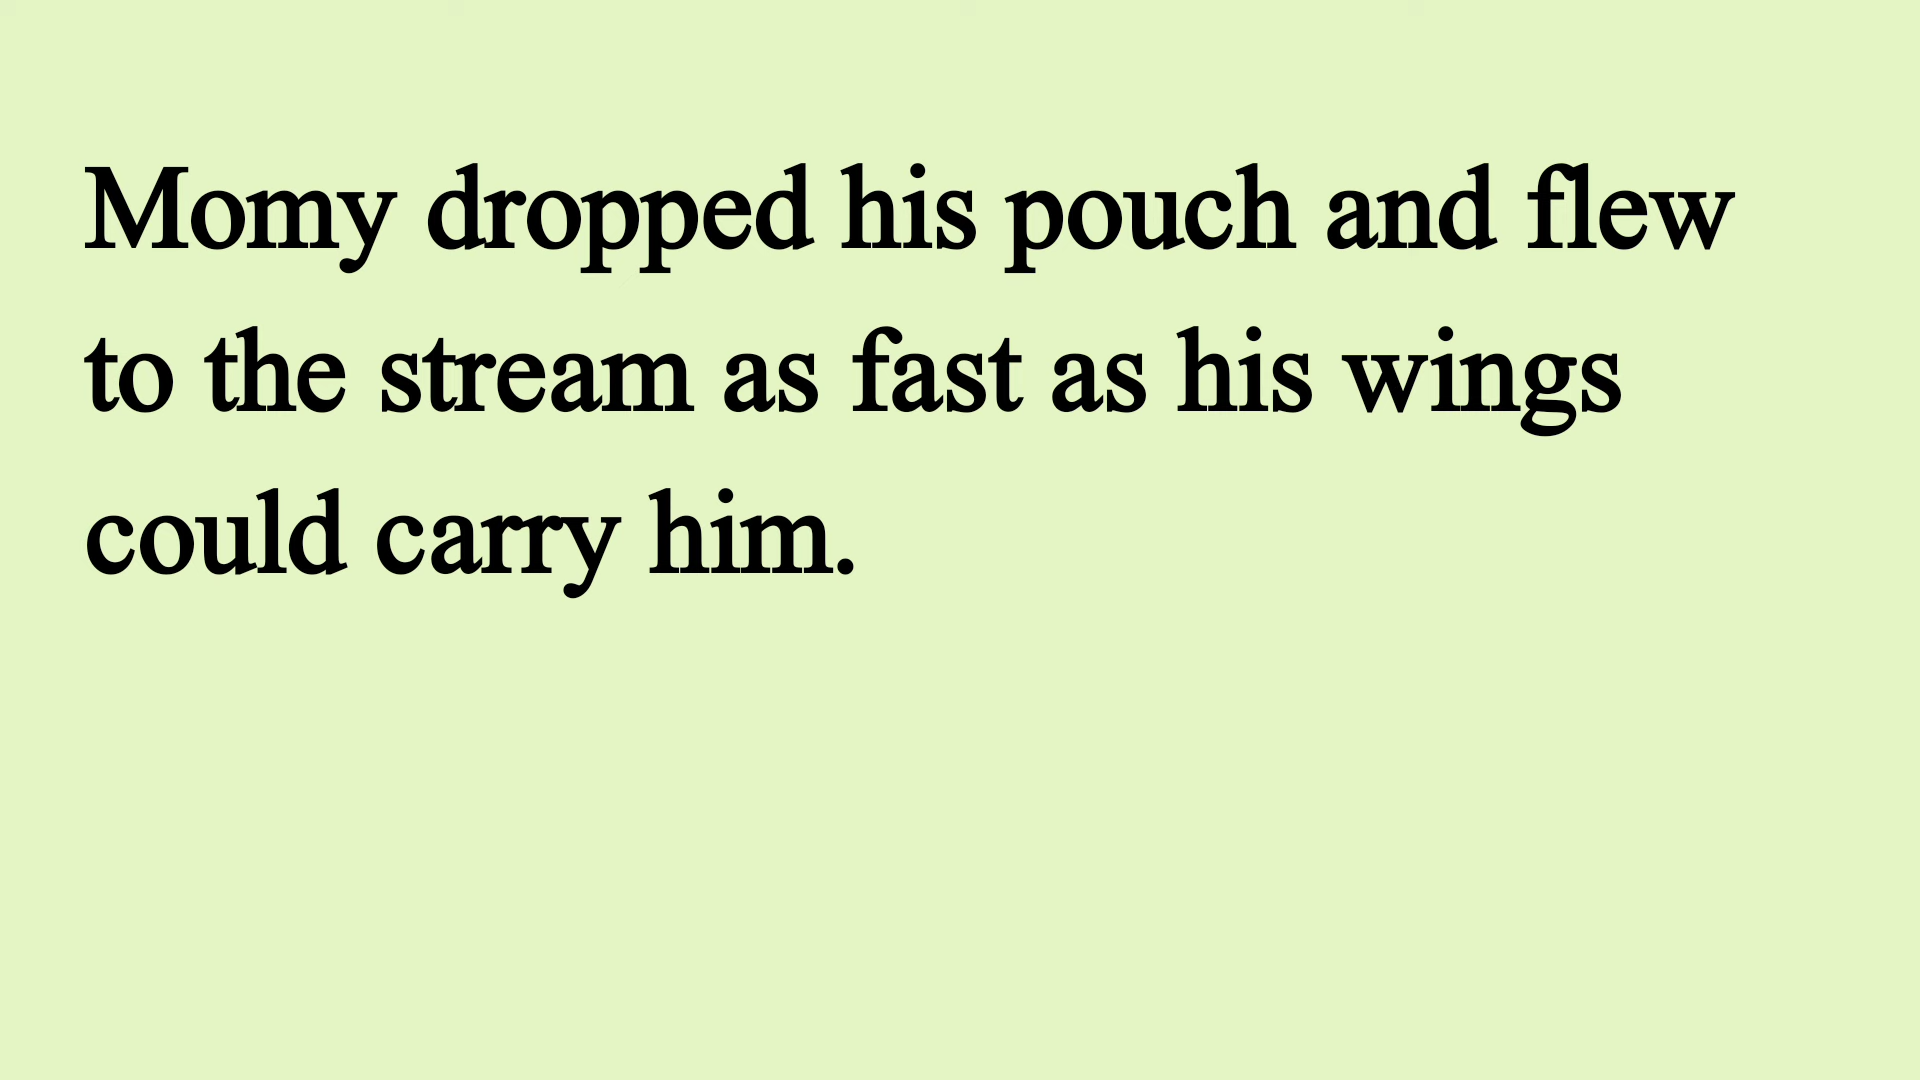 Momy dropped his pouch and flew
to the stream as fast as his wings
could carry him.